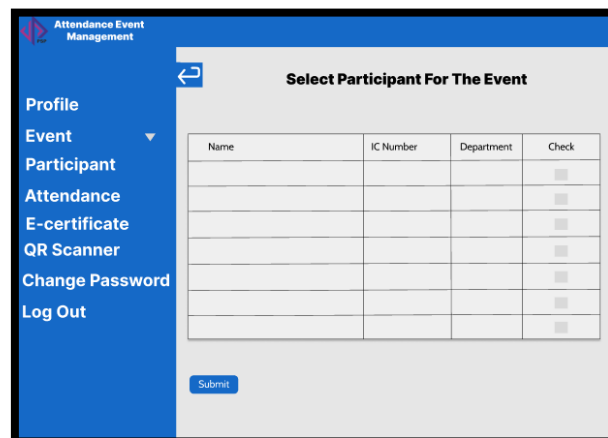 Attendance Event
Management
Select Participant For The Event
Profile
Event
Participant
Attendance
E-certificate
QR Scanner
Change Password
Log Out
Name IC Number Department Check
Submit